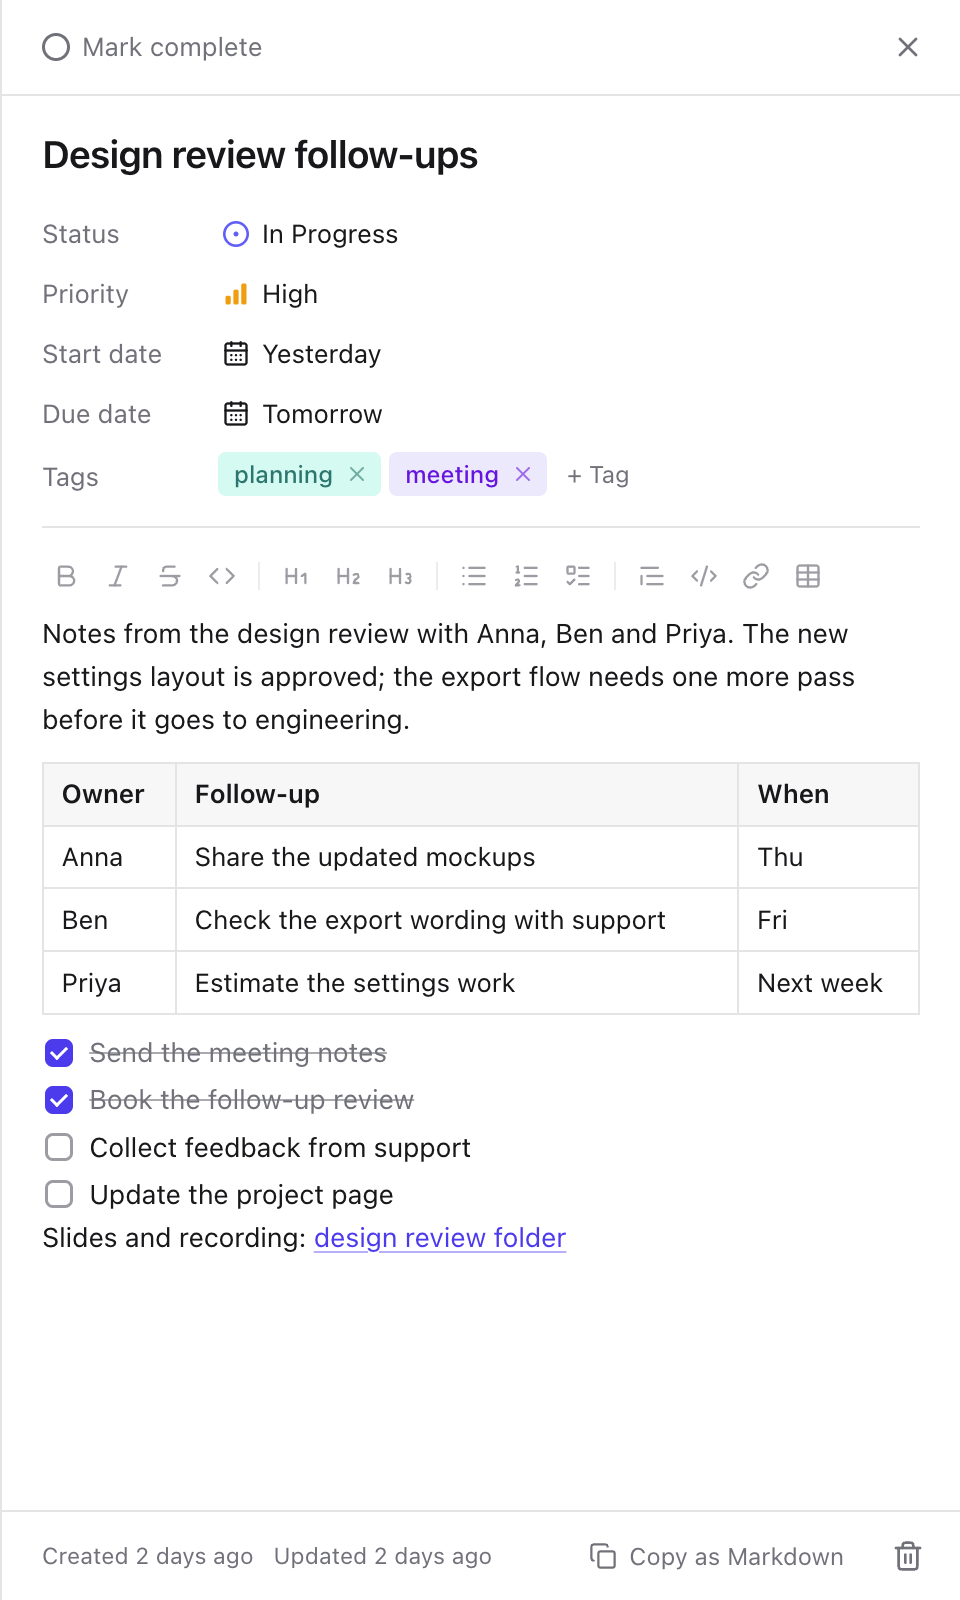 Mark complete
Design review follow-ups
Status In Progress
Priority High
Start date Yesterday
Due date Tomorrow
Tags planning meeting + Tag
H1 H2 H3
Notes from the design review with Anna, Ben and Priya. The new
settings layout is approved; the export flow needs one more pass
before it goes to engineering.
Owner Follow-up When
Anna Share the updated mockups Thu
Ben Check the export wording with support Fri
Priya Estimate the settings work Next week
Send the meeting notes
Book the follow-up review
Collect feedback from support
Update the project page
Slides and recording: design review folder
Created 2 days ago Updated 2 days ago Copy as Markdown